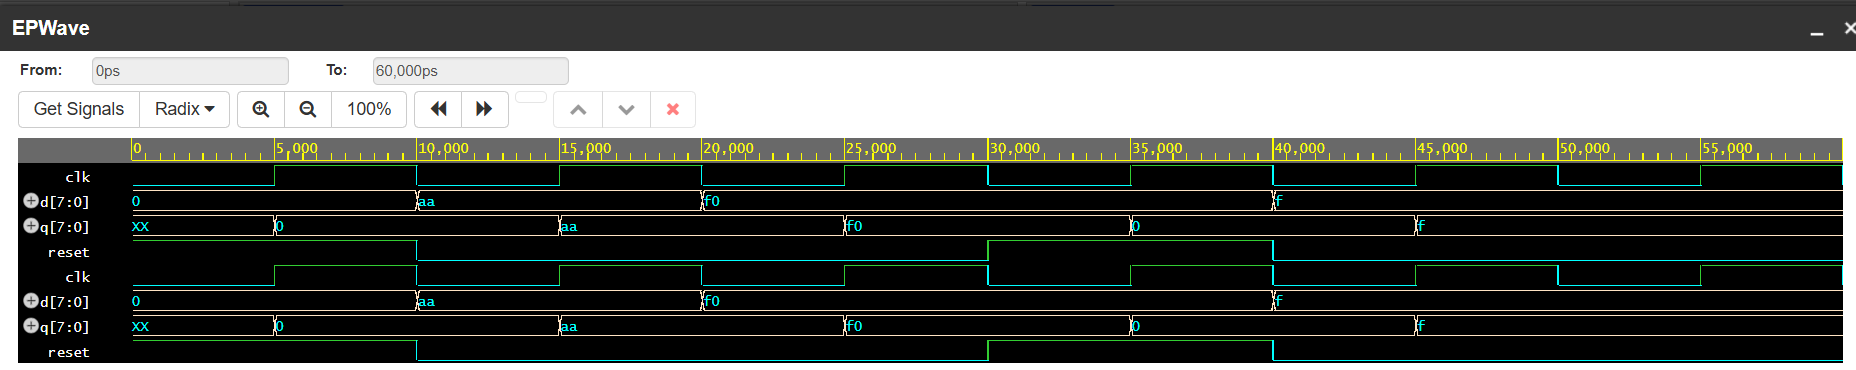 EPWave
From: 0ps To: 60,000ps
Get Signals Radix 100%
0 5,000 10,000 15,000 20,000 25,000 30,000 35,000 40,000 45,000 50,000 55,000
clk
d[7:0] 0 aa f0 f
q[7:0] XX 0 aa f0 0 f
reset
clk
d[7:0] 0 aa f0 f
q[7:0] XX 0 aa f0 0 f
reset